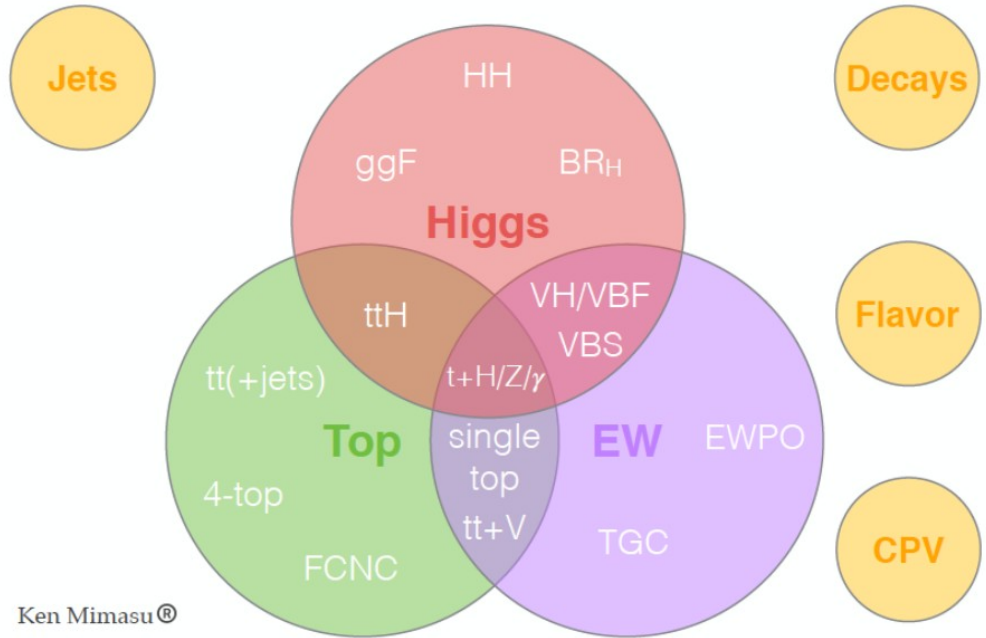 Jets
HH
Decays
ggF
BRH
Higgs
VH/VBF
Flavor
ttH
VBS
tt(+jets)
t+H/Z/γ
Top
single
EW
EWPO
top
4-top
tt+V
TGC
CPV
FCNC
Ken Mimasu®